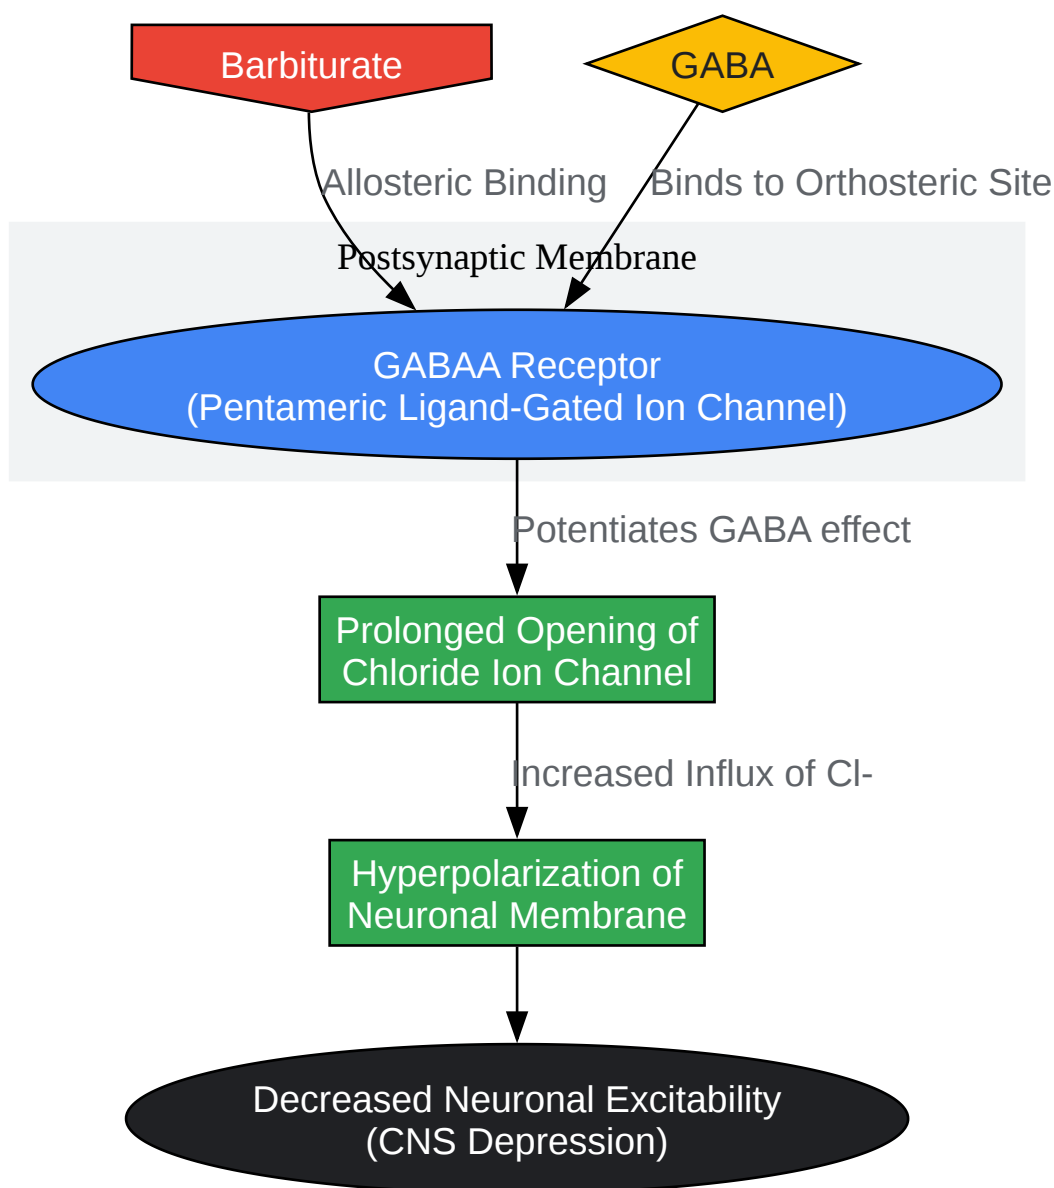 Barbiturate
GABA
Allosteric Binding
Binds to Orthosteric Site
Postsynaptic Membrane
GABAA Receptor
(Pentameric Ligand-Gated Ion Channel)
Potentiates GABA effect
Prolonged Opening of
Chloride Ion Channel
Increased Influx of Cl-
Hyperpolarization of
Neuronal Membrane
Decreased Neuronal Excitability
(CNS Depression)